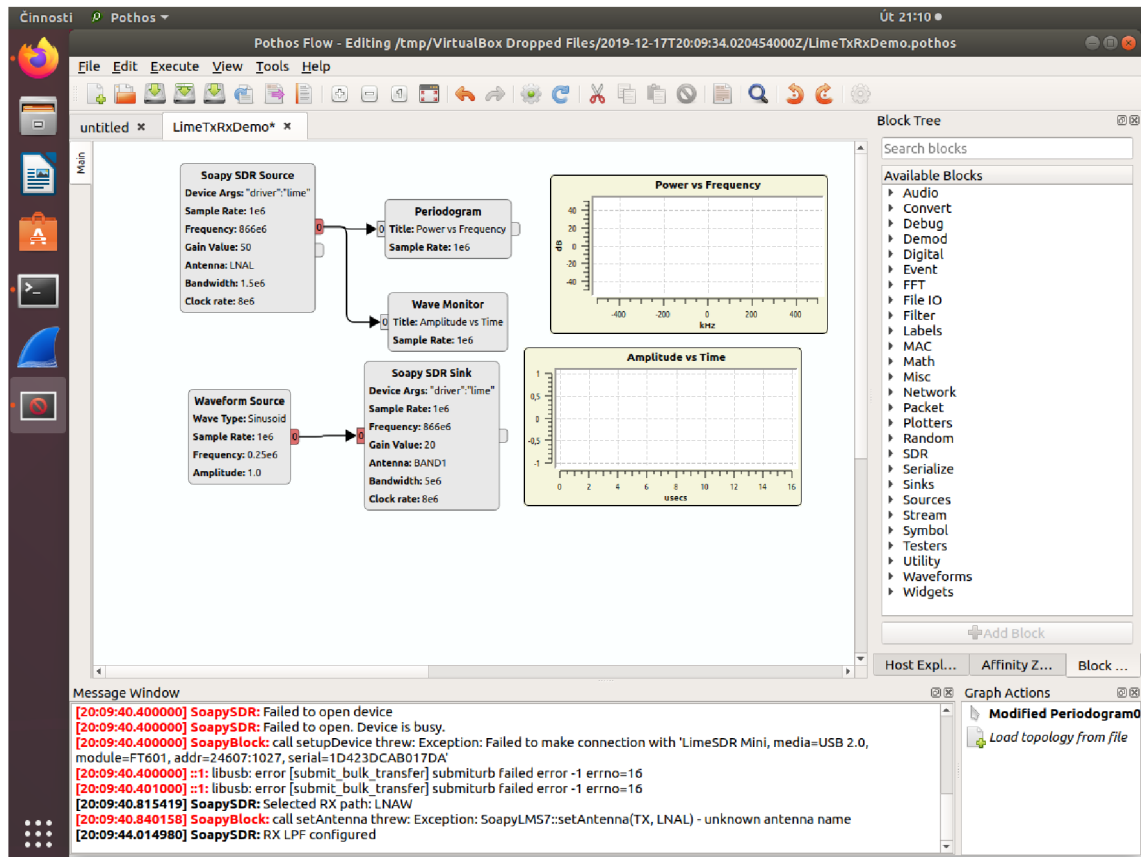 Činnosti Pothos Út 21:10
Pothos Flow - Editing /tmp/VirtualBox Dropped Files/2019-12-17T20:09:34.020454000Z/LimeTxRxDemo.pothos
File Edit Execute View Tools Help
untitled LimeTxRxDemo*
Main
Soapy SDR Source
Device Args: "driver":"lime"
Sample Rate: 1e6
Frequency: 866e6
Gain Value: 50
Antenna: LNAL
Bandwidth: 1.5e6
Clock rate: 8e6
0
0
Periodogram
Title: Power vs Frequency
Sample Rate: 1e6
0
Wave Monitor
Title: Amplitude vs Time
Sample Rate: 1e6
Waveform Source
Wave Type: Sinusoid
Sample Rate: 1e6
Frequency: 0.25e6
Amplitude: 1.0
0
0
Soapy SDR Sink
Device Args: "driver":"lime"
Sample Rate: 1e6
Frequency: 866e6
Gain Value: 20
Antenna: BAND1
Bandwidth: 5e6
Clock rate: 8e6
Power vs Frequency
dB
40
20
0
-20
-40
-400 -200 0 200 400
kHz
Amplitude vs Time
1
0,5
0
-0,5
-1
0 2 4 6 8 10 12 14 16
usecs
Block Tree
Search blocks
Available Blocks
Audio
Convert
Debug
Demod
Digital
Event
FFT
File IO
Filter
Labels
MAC
Math
Misc
Network
Packet
Plotters
Random
SDR
Serialize
Sinks
Sources
Stream
Symbol
Testers
Utility
Waveforms
Widgets
Add Block
Host Expl... Affinity Z... Block ...
Message Window
[20:09:40.400000] SoapySDR: Failed to open device
[20:09:40.400000] SoapySDR: Failed to open. Device is busy.
[20:09:40.400000] SoapyBlock: call setupDevice threw: Exception: Failed to make connection with 'LimeSDR Mini, media=USB 2.0,
module=FT601, addr=24607:1027, serial=1D423DCAB017DA'
[20:09:40.400000] ::1: libusb: error [submit_bulk_transfer] submiturb failed error -1 errno=16
[20:09:40.401000] ::1: libusb: error [submit_bulk_transfer] submiturb failed error -1 errno=16
[20:09:40.815419] SoapySDR: Selected RX path: LNAW
[20:09:40.840158] SoapyBlock: call setAntenna threw: Exception: SoapyLMS7::setAntenna(TX, LNAL) - unknown antenna name
[20:09:44.014980] SoapySDR: RX LPF configured
Graph Actions
Modified Periodogram0
Load topology from file